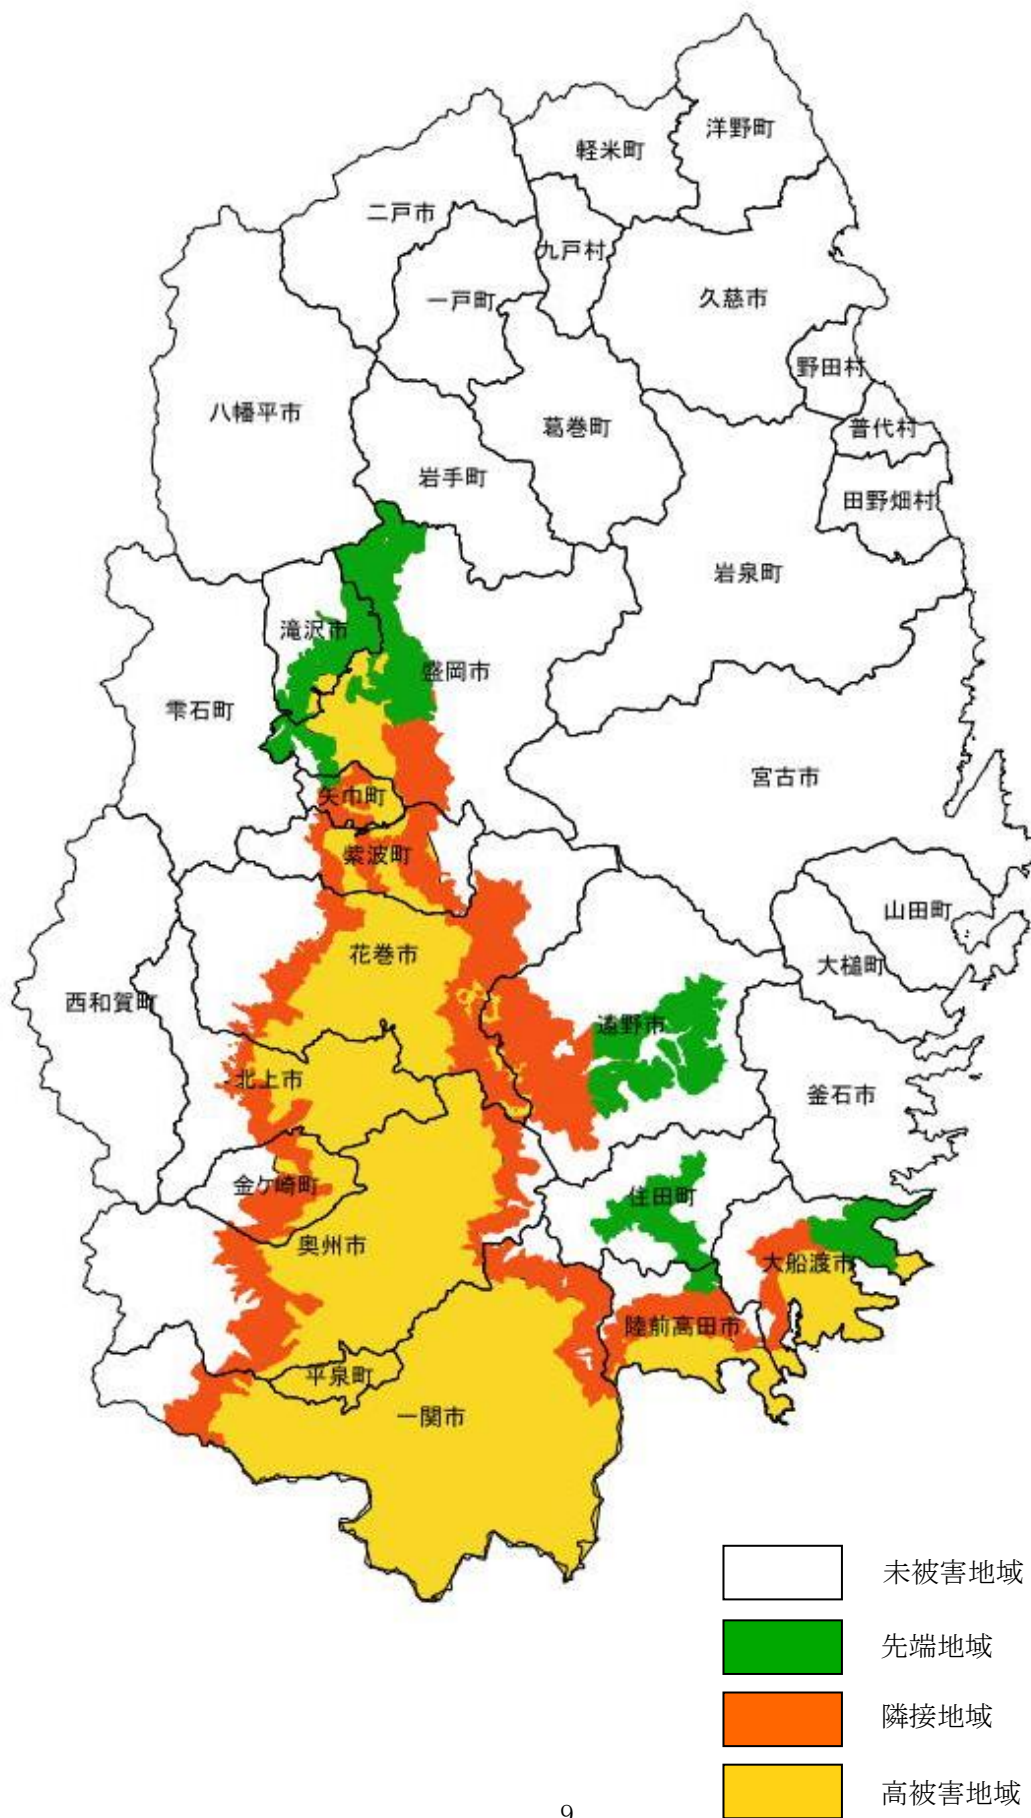 洋野町
軽米町
二戸市
九戸村
久慈市
一戸町
野田村
八幡平市
葛巻町
普代村
岩手町
田野畑村
岩泉町
滝沢市
盛岡市
雫石町
宮古市
矢巾町
紫波町
山田町
花巻市
大槌町
西和賀町
遠野市
北上市
釜石市
金ケ崎町
住田町
奥州市
大船渡市
陸前高田市
平泉町
一関市
未被害地域
先端地域
隣接地域
高被害地域
9